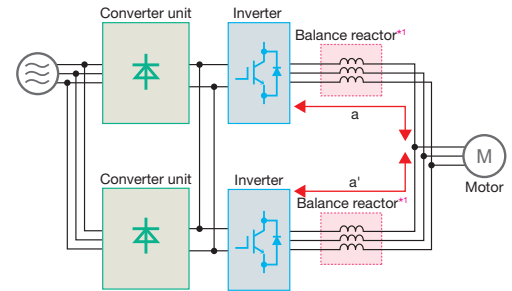 Converter unit
Inverter
Balance reactor*1
a
M
Motor
a'
Converter unit
Inverter
Balance reactor*1